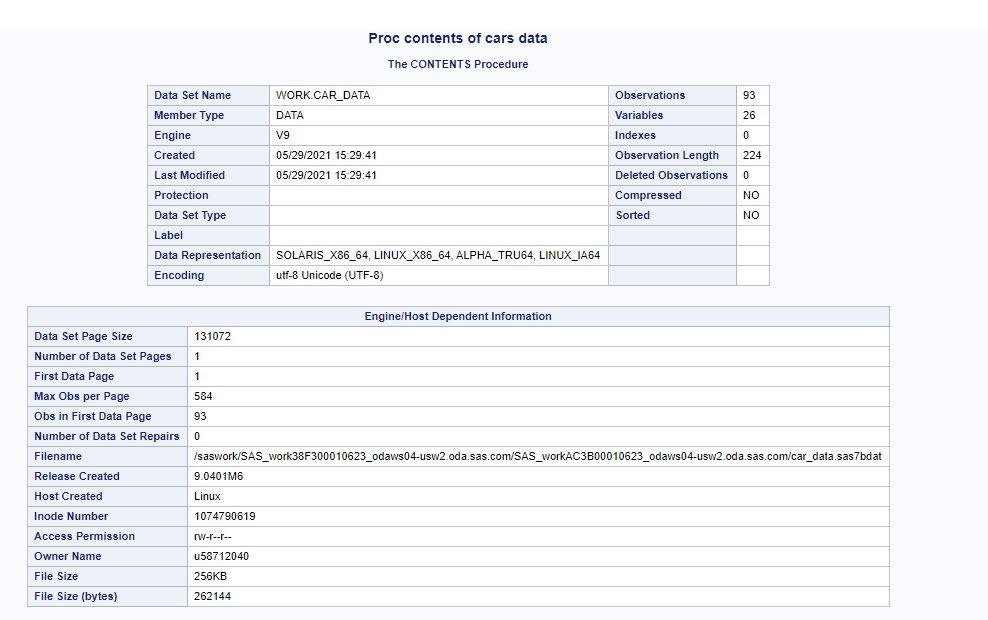 Proc contents of cars data
The CONTENTS Procedure
Data Set Name WORK.CAR_DATA Observations 93
Member Type DATA Variables 26
Engine V9 Indexes 0
Created 05/29/2021 15:29:41 Observation Length 224
Last Modified 05/29/2021 15:29:41 Deleted Observations 0
Protection Compressed NO
Data Set Type Sorted NO
Label
Data Representation SOLARIS_X86_64, LINUX_X86_64, ALPHA_TRU64, LINUX_IA64
Encoding utf-8 Unicode (UTF-8)
Engine/Host Dependent Information
Data Set Page Size 131072
Number of Data Set Pages 1
First Data Page 1
Max Obs per Page 584
Obs in First Data Page 93
Number of Data Set Repairs 0
Filename /saswork/SAS_work38F300010623_odaws04-usw2.oda.sas.com/SAS_workAC3B00010623_odaws04-usw2.oda.sas.com/car_data.sas7bdat
Release Created 9.0401M6
Host Created Linux
Inode Number 1074790619
Access Permission rw-r--r--
Owner Name u58712040
File Size 256KB
File Size (bytes) 262144